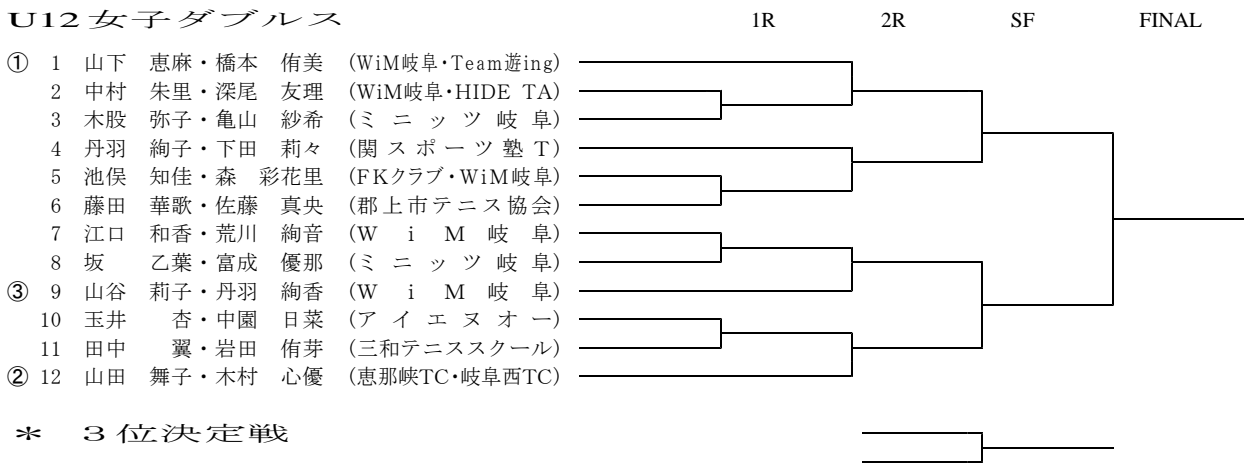 U12女子ダブルス 1R 2R SF FINAL
① 1 山下 恵麻・橋本 侑美 (WiM岐阜・Team遊ing)
2 中村 朱里・深尾 友理 (WiM岐阜・HIDE TA)
3 木股 弥子・亀山 紗希 (ミニッツ岐阜)
4 丹羽 絢子・下田 莉々 (関スポーツ塾T)
5 池俣 知佳・森 彩花里 (FKクラブ・WiM岐阜)
6 藤田 華歌・佐藤 真央 (郡上市テニス協会)
7 江口 和香・荒川 絢音 (WiM岐阜)
8 坂 乙葉・富成 優那 (ミニッツ岐阜)
③ 9 山谷 莉子・丹羽 絢香 (WiM岐阜)
10 玉井 杏・中園 日菜 (アイエヌオー)
11 田中 翼・岩田 侑芽 (三和テニススクール)
② 12 山田 舞子・木村 心優 (恵那峡TC・岐阜西TC)
＊ 3位決定戦